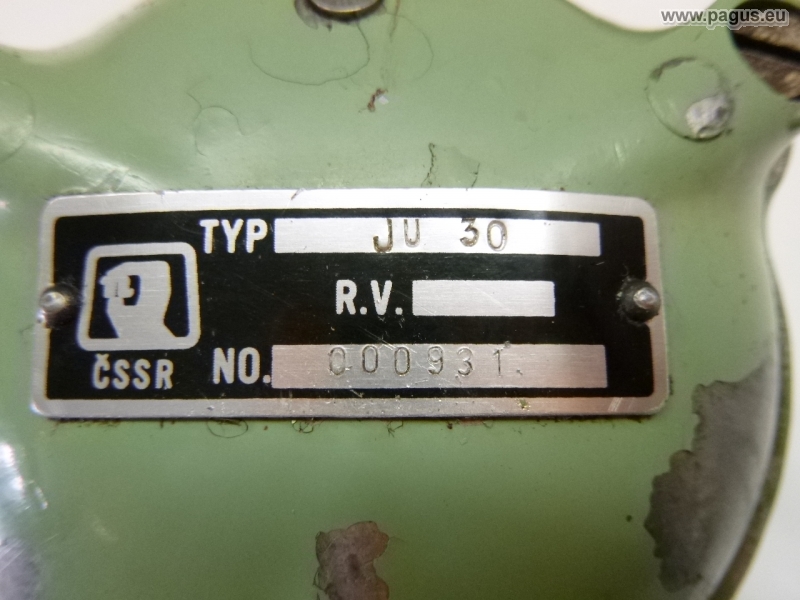 www.pagus.eu
TYP JU 30
R.V.
ČSSR NO. 000931